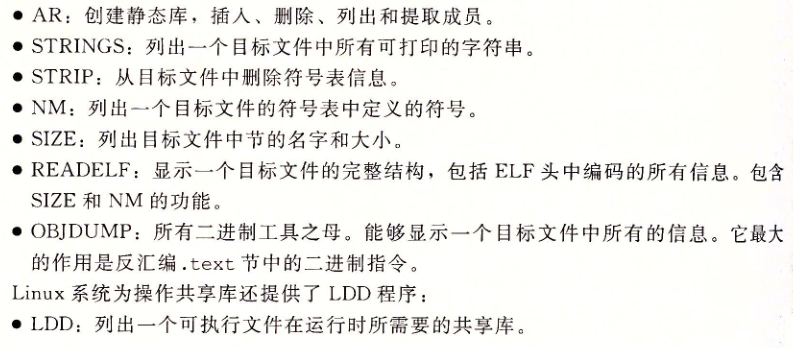 ● AR：创建静态库，插入、删除、列出和提取成员。
● STRINGS：列出一个目标文件中所有可打印的字符串。
● STRIP：从目标文件中删除符号表信息。
● NM：列出一个目标文件的符号表中定义的符号。
● SIZE：列出目标文件中节的名字和大小。
● READELF：显示一个目标文件的完整结构，包括 ELF 头中编码的所有信息。包含
SIZE 和 NM 的功能。
● OBJDUMP：所有二进制工具之母。能够显示一个目标文件中所有的信息。它最大
的作用是反汇编.text 节中的二进制指令。
Linux 系统为操作共享库还提供了 LDD 程序：
● LDD：列出一个可执行文件在运行时所需要的共享库。